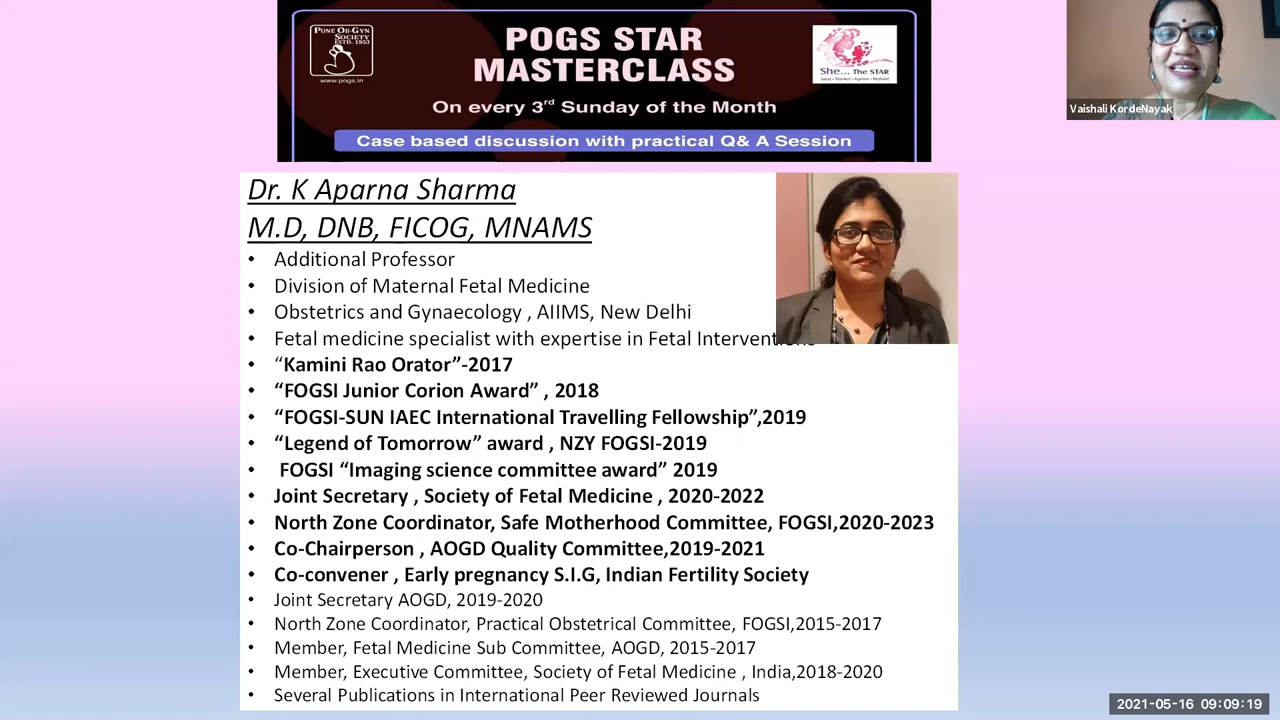 PUNE OB-GYN
SOCIETY
ESTD. 1953
www.pogs.in
POGS STAR
MASTERCLASS
She... The STAR
On every 3rd Sunday of the Month
Case based discussion with practical Q& A Session
Vaishali KordeNayak
Dr. K Aparna Sharma
M.D, DNB, FICOG, MNAMS
• Additional Professor
• Division of Maternal Fetal Medicine
• Obstetrics and Gynaecology , AIIMS, New Delhi
• Fetal medicine specialist with expertise in Fetal Interventions
• “Kamini Rao Orator”-2017
• “FOGSI Junior Corion Award” , 2018
• “FOGSI-SUN IAEC International Travelling Fellowship”,2019
• “Legend of Tomorrow” award , NZY FOGSI-2019
• FOGSI “Imaging science committee award” 2019
• Joint Secretary , Society of Fetal Medicine , 2020-2022
• North Zone Coordinator, Safe Motherhood Committee, FOGSI,2020-2023
• Co-Chairperson , AOGD Quality Committee,2019-2021
• Co-convener , Early pregnancy S.I.G, Indian Fertility Society
• Joint Secretary AOGD, 2019-2020
• North Zone Coordinator, Practical Obstetrical Committee, FOGSI,2015-2017
• Member, Fetal Medicine Sub Committee, AOGD, 2015-2017
• Member, Executive Committee, Society of Fetal Medicine , India,2018-2020
• Several Publications in International Peer Reviewed Journals
2021-05-16 09:09:19